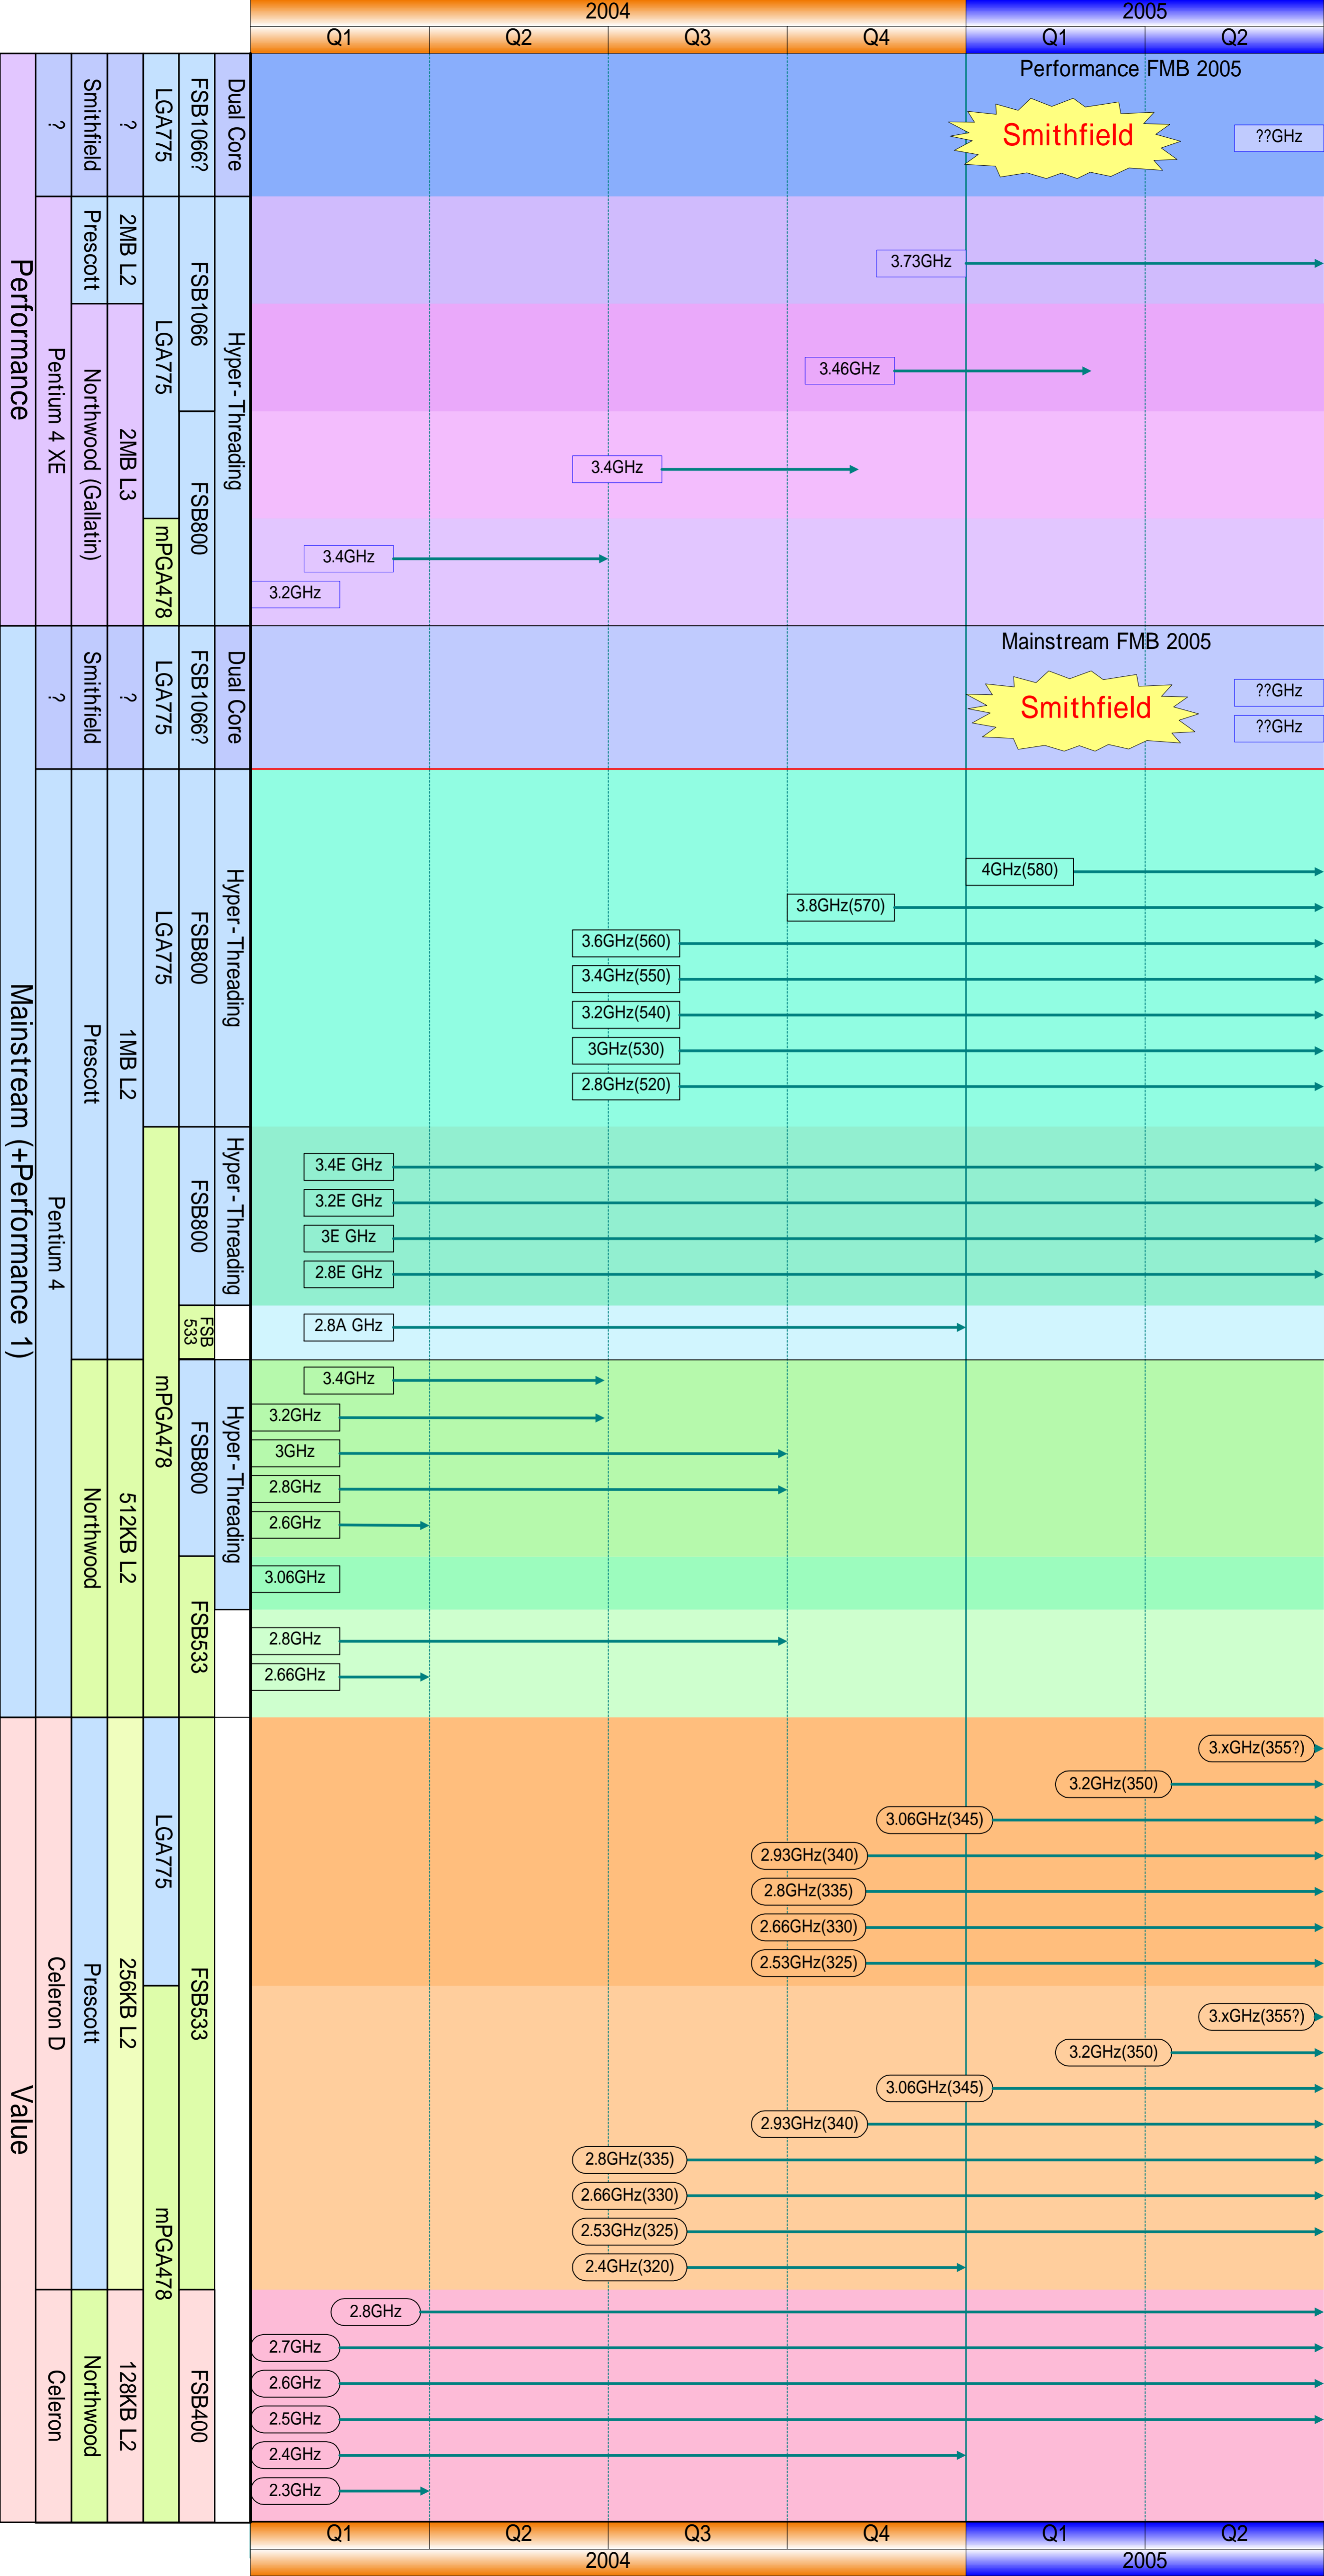 2004
2005
Q1
Q2
Q3
Q4
Q1
Q2
Performance
?
Smithfield
?
LGA775
FSB1066?
Dual Core
Performance FMB 2005
Smithfield
??GHz
Pentium 4 XE
Prescott
2MB L2
LGA775
FSB1066
Hyper-Threading
3.73GHz
Northwood (Gallatin)
2MB L3
3.46GHz
FSB800
3.4GHz
mPGA478
3.4GHz
3.2GHz
Mainstream (+Performance 1)
?
Smithfield
?
LGA775
FSB1066?
Dual Core
Mainstream FMB 2005
Smithfield
??GHz
??GHz
Pentium 4
Prescott
1MB L2
LGA775
FSB800
Hyper-Threading
4GHz(580)
3.8GHz(570)
3.6GHz(560)
3.4GHz(550)
3.2GHz(540)
3GHz(530)
2.8GHz(520)
mPGA478
FSB800
Hyper-Threading
3.4E GHz
3.2E GHz
3E GHz
2.8E GHz
FSB
533
2.8A GHz
Northwood
512KB L2
FSB800
Hyper-Threading
3.4GHz
3.2GHz
3GHz
2.8GHz
2.6GHz
FSB533
3.06GHz
2.8GHz
2.66GHz
Value
Celeron D
Prescott
256KB L2
LGA775
FSB533
3.xGHz(355?)
3.2GHz(350)
3.06GHz(345)
2.93GHz(340)
2.8GHz(335)
2.66GHz(330)
2.53GHz(325)
mPGA478
3.xGHz(355?)
3.2GHz(350)
3.06GHz(345)
2.93GHz(340)
2.8GHz(335)
2.66GHz(330)
2.53GHz(325)
2.4GHz(320)
Celeron
Northwood
128KB L2
FSB400
2.8GHz
2.7GHz
2.6GHz
2.5GHz
2.4GHz
2.3GHz
Q1
Q2
Q3
Q4
Q1
Q2
2004
2005